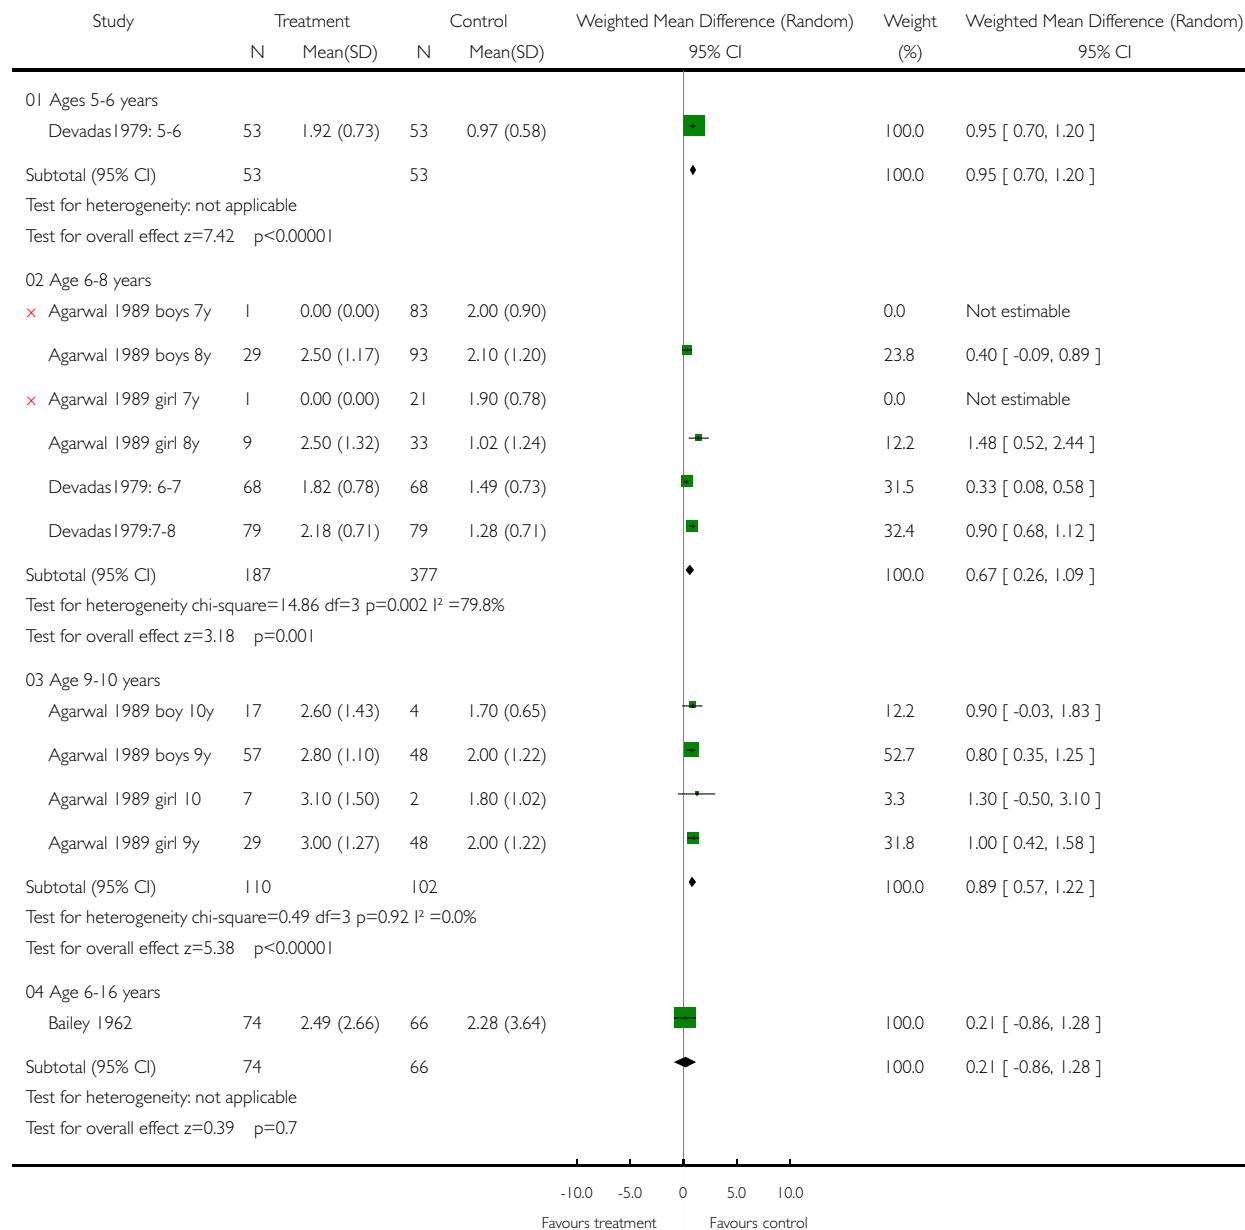 Study Treatment Control Weighted Mean Difference (Random) Weight Weighted Mean Difference (Random)
N Mean(SD) N Mean(SD) 95% CI (%) 95% CI
01 Ages 5-6 years
Devadas1979: 5-6 53 1.92 (0.73) 53 0.97 (0.58) 100.0 0.95 [ 0.70, 1.20 ]
Subtotal (95% CI) 53 53 100.0 0.95 [ 0.70, 1.20 ]
Test for heterogeneity: not applicable
Test for overall effect z=7.42 p<0.00001
02 Age 6-8 years
× Agarwal 1989 boys 7y 1 0.00 (0.00) 83 2.00 (0.90) 0.0 Not estimable
Agarwal 1989 boys 8y 29 2.50 (1.17) 93 2.10 (1.20) 23.8 0.40 [ -0.09, 0.89 ]
× Agarwal 1989 girl 7y 1 0.00 (0.00) 21 1.90 (0.78) 0.0 Not estimable
Agarwal 1989 girl 8y 9 2.50 (1.32) 33 1.02 (1.24) 12.2 1.48 [ 0.52, 2.44 ]
Devadas1979: 6-7 68 1.82 (0.78) 68 1.49 (0.73) 31.5 0.33 [ 0.08, 0.58 ]
Devadas1979:7-8 79 2.18 (0.71) 79 1.28 (0.71) 32.4 0.90 [ 0.68, 1.12 ]
Subtotal (95% CI) 187 377 100.0 0.67 [ 0.26, 1.09 ]
Test for heterogeneity chi-square=14.86 df=3 p=0.002 I² =79.8%
Test for overall effect z=3.18 p=0.001
03 Age 9-10 years
Agarwal 1989 boy 10y 17 2.60 (1.43) 4 1.70 (0.65) 12.2 0.90 [ -0.03, 1.83 ]
Agarwal 1989 boys 9y 57 2.80 (1.10) 48 2.00 (1.22) 52.7 0.80 [ 0.35, 1.25 ]
Agarwal 1989 girl 10 7 3.10 (1.50) 2 1.80 (1.02) 3.3 1.30 [ -0.50, 3.10 ]
Agarwal 1989 girl 9y 29 3.00 (1.27) 48 2.00 (1.22) 31.8 1.00 [ 0.42, 1.58 ]
Subtotal (95% CI) 110 102 100.0 0.89 [ 0.57, 1.22 ]
Test for heterogeneity chi-square=0.49 df=3 p=0.92 I² =0.0%
Test for overall effect z=5.38 p<0.00001
04 Age 6-16 years
Bailey 1962 74 2.49 (2.66) 66 2.28 (3.64) 100.0 0.21 [ -0.86, 1.28 ]
Subtotal (95% CI) 74 66 100.0 0.21 [ -0.86, 1.28 ]
Test for heterogeneity: not applicable
Test for overall effect z=0.39 p=0.7
-10.0 -5.0 0 5.0 10.0
Favours treatment Favours control